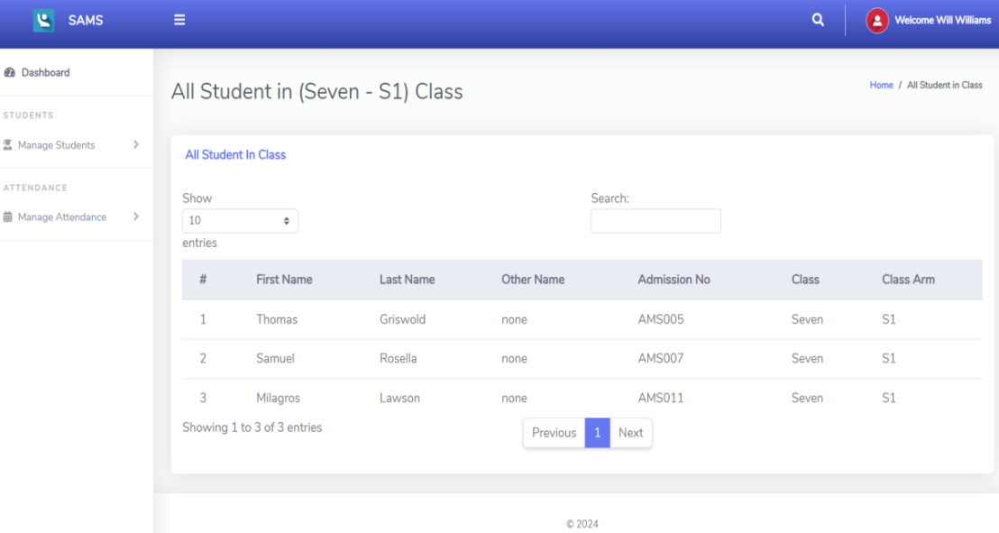 SAMS
Welcome Will Williams
Dashboard
STUDENTS
Manage Students
ATTENDANCE
Manage Attendance
All Student in (Seven - S1) Class
Home / All Student in Class
All Student In Class
Show
10
entries
Search:
# First Name Last Name Other Name Admission No Class Class Arm
1 Thomas Griswold none AMS005 Seven S1
2 Samuel Rosella none AMS007 Seven S1
3 Milagros Lawson none AMS011 Seven S1
Showing 1 to 3 of 3 entries
Previous 1 Next
© 2024